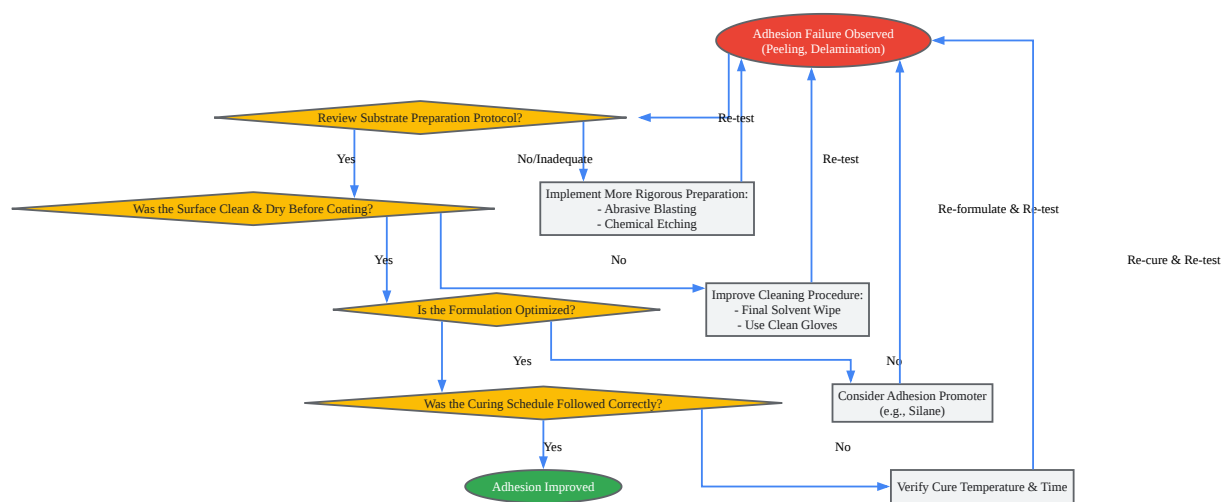 Adhesion Failure Observed
(Peeling, Delamination)
Review Substrate Preparation Protocol?
Re-test
Yes
No/Inadequate
Re-test
Implement More Rigorous Preparation:
- Abrasive Blasting
- Chemical Etching
Was the Surface Clean & Dry Before Coating?
Re-formulate & Re-test
Yes
No
Re-cure & Re-test
Improve Cleaning Procedure:
- Final Solvent Wipe
- Use Clean Gloves
Is the Formulation Optimized?
Yes
No
Consider Adhesion Promoter
(e.g., Silane)
Was the Curing Schedule Followed Correctly?
Yes
No
Adhesion Improved
Verify Cure Temperature & Time